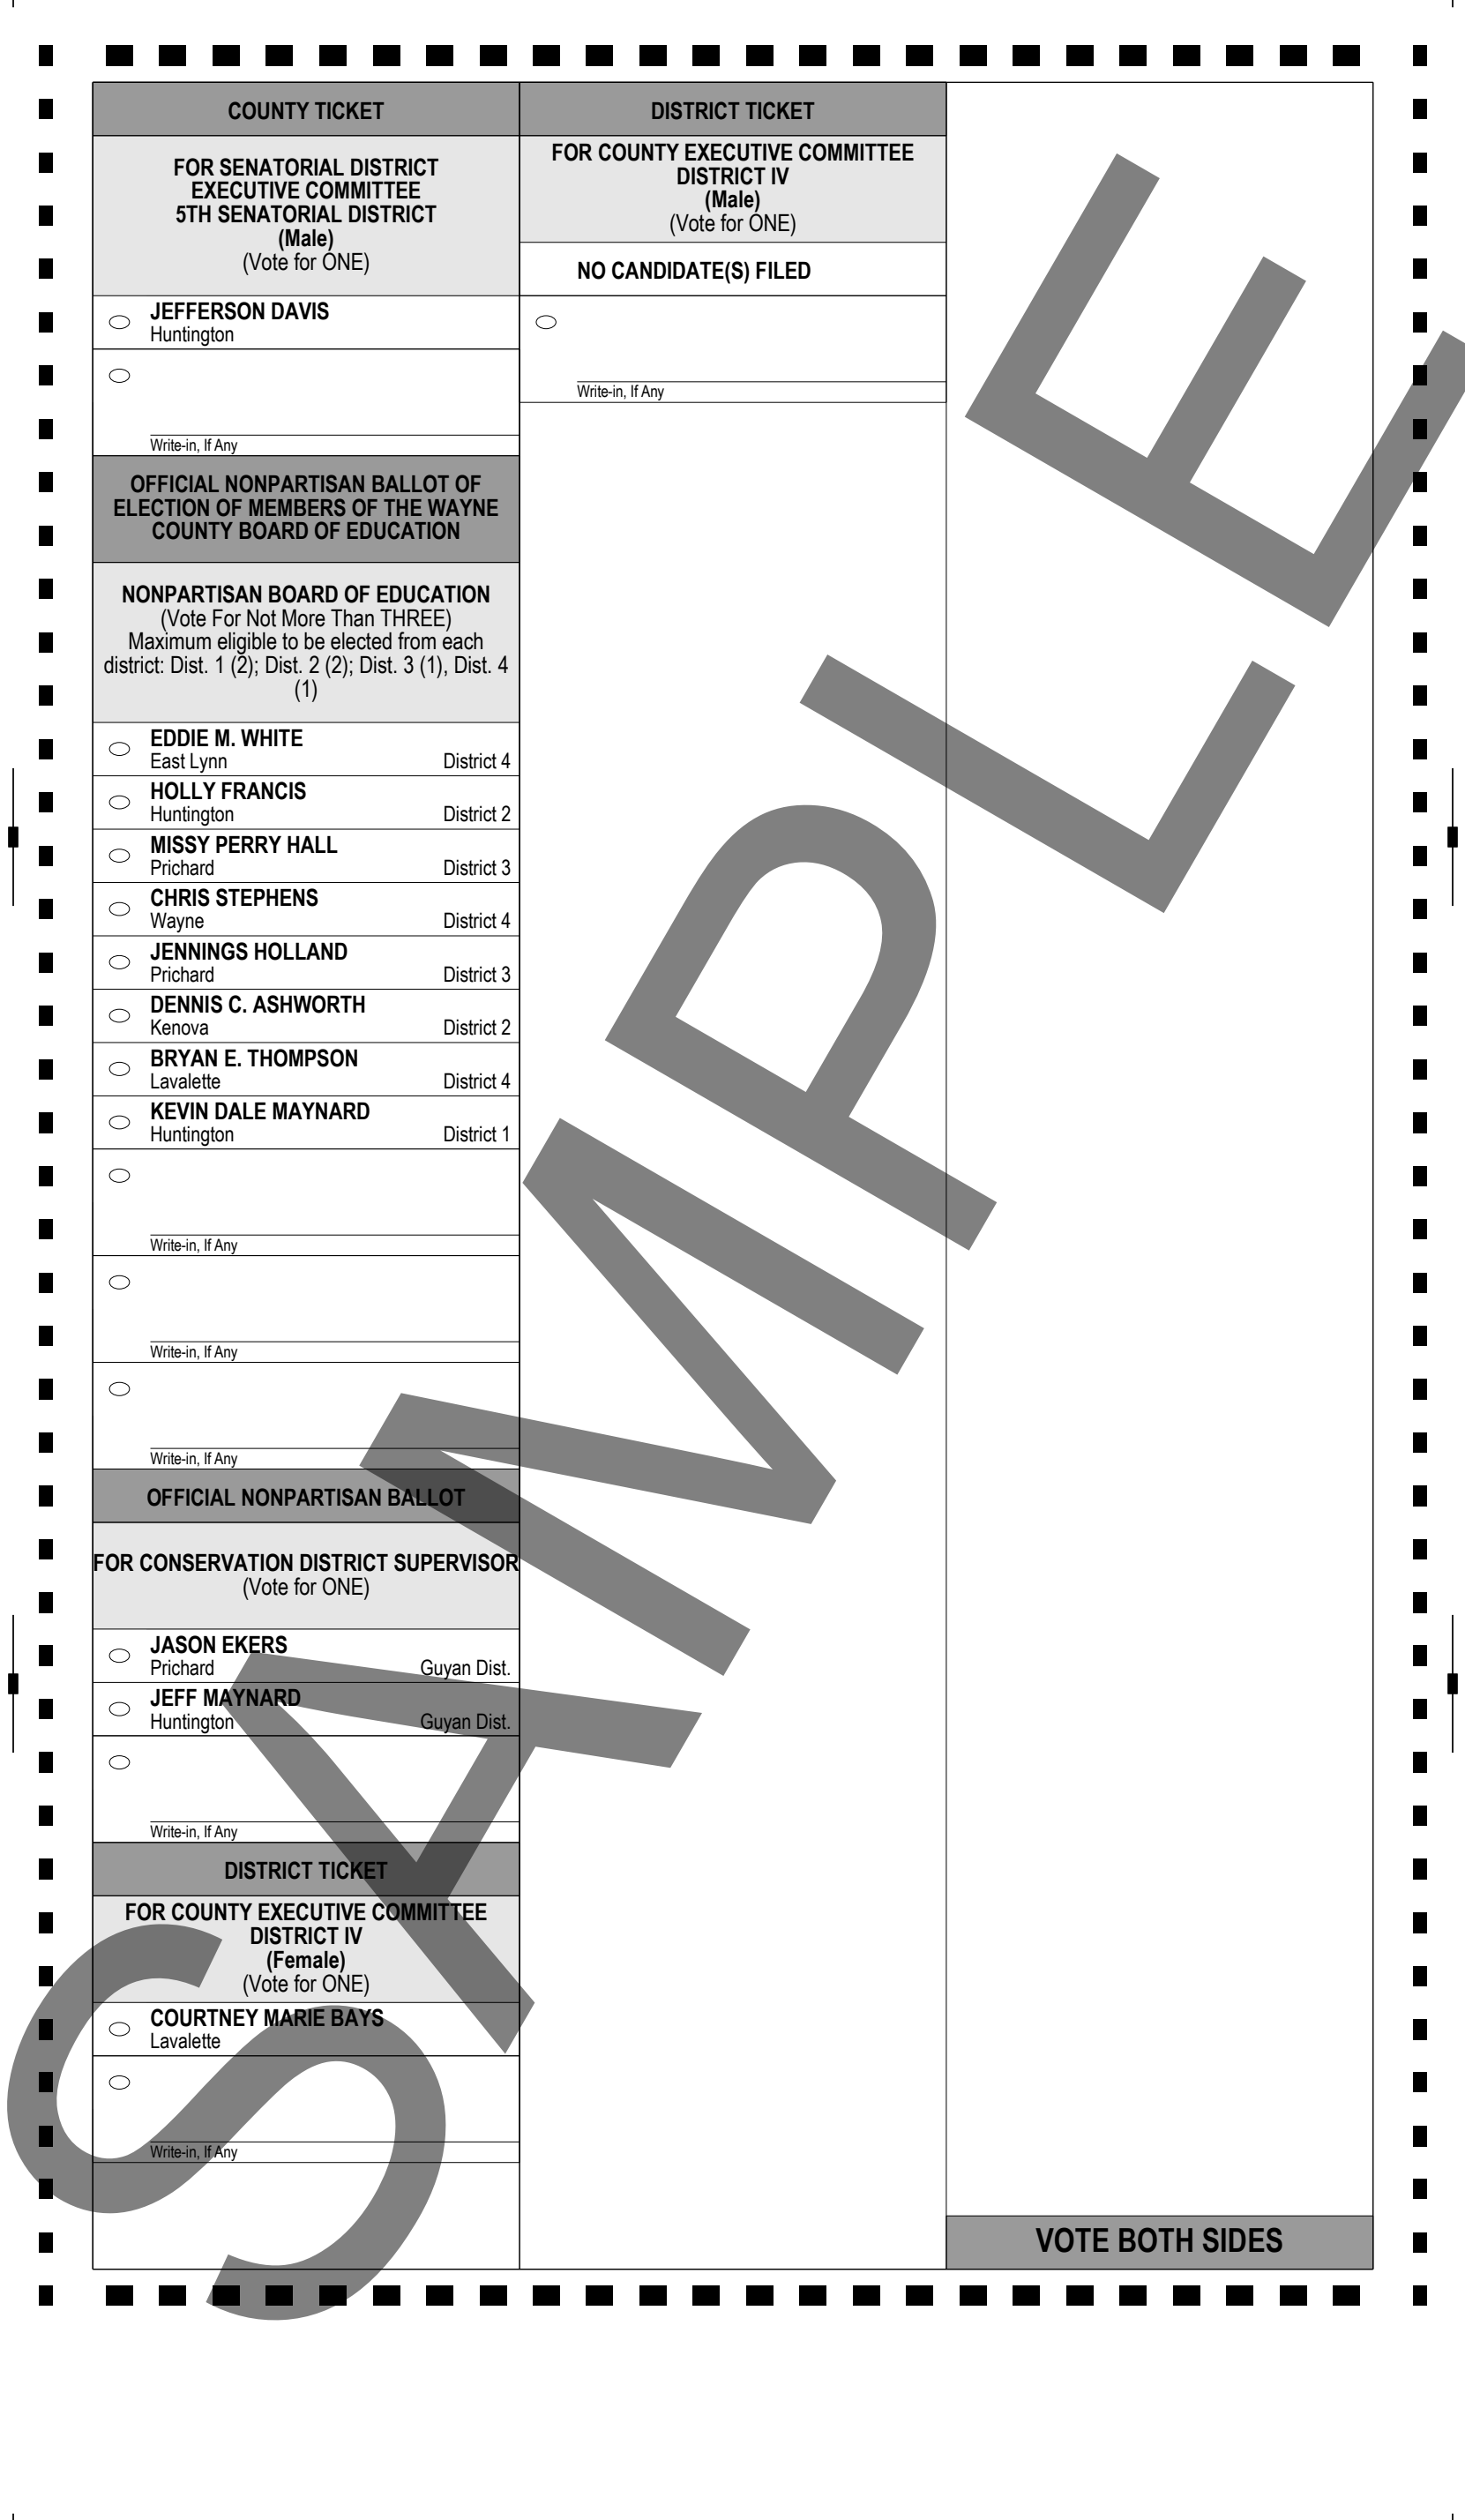 COUNTY TICKET
FOR SENATORIAL DISTRICT
EXECUTIVE COMMITTEE
5TH SENATORIAL DISTRICT
(Male)
(Vote for ONE)
JEFFERSON DAVIS
Huntington
Write-in, If Any
OFFICIAL NONPARTISAN BALLOT OF
ELECTION OF MEMBERS OF THE WAYNE
COUNTY BOARD OF EDUCATION
NONPARTISAN BOARD OF EDUCATION
(Vote For Not More Than THREE)
Maximum eligible to be elected from each
district: Dist. 1 (2); Dist. 2 (2); Dist. 3 (1), Dist. 4
(1)
EDDIE M. WHITE
East Lynn District 4
HOLLY FRANCIS
Huntington District 2
MISSY PERRY HALL
Prichard District 3
CHRIS STEPHENS
Wayne District 4
JENNINGS HOLLAND
Prichard District 3
DENNIS C. ASHWORTH
Kenova District 2
BRYAN E. THOMPSON
Lavalette District 4
KEVIN DALE MAYNARD
Huntington District 1
Write-in, If Any
Write-in, If Any
Write-in, If Any
OFFICIAL NONPARTISAN BALLOT
FOR CONSERVATION DISTRICT SUPERVISOR
(Vote for ONE)
JASON EKERS
Prichard Guyan Dist.
JEFF MAYNARD
Huntington Guyan Dist.
Write-in, If Any
DISTRICT TICKET
FOR COUNTY EXECUTIVE COMMITTEE
DISTRICT IV
(Female)
(Vote for ONE)
COURTNEY MARIE BAYS
Lavalette
Write-in, If Any
DISTRICT TICKET
FOR COUNTY EXECUTIVE COMMITTEE
DISTRICT IV
(Male)
(Vote for ONE)
NO CANDIDATE(S) FILED
Write-in, If Any
VOTE BOTH SIDES
SAMPLE